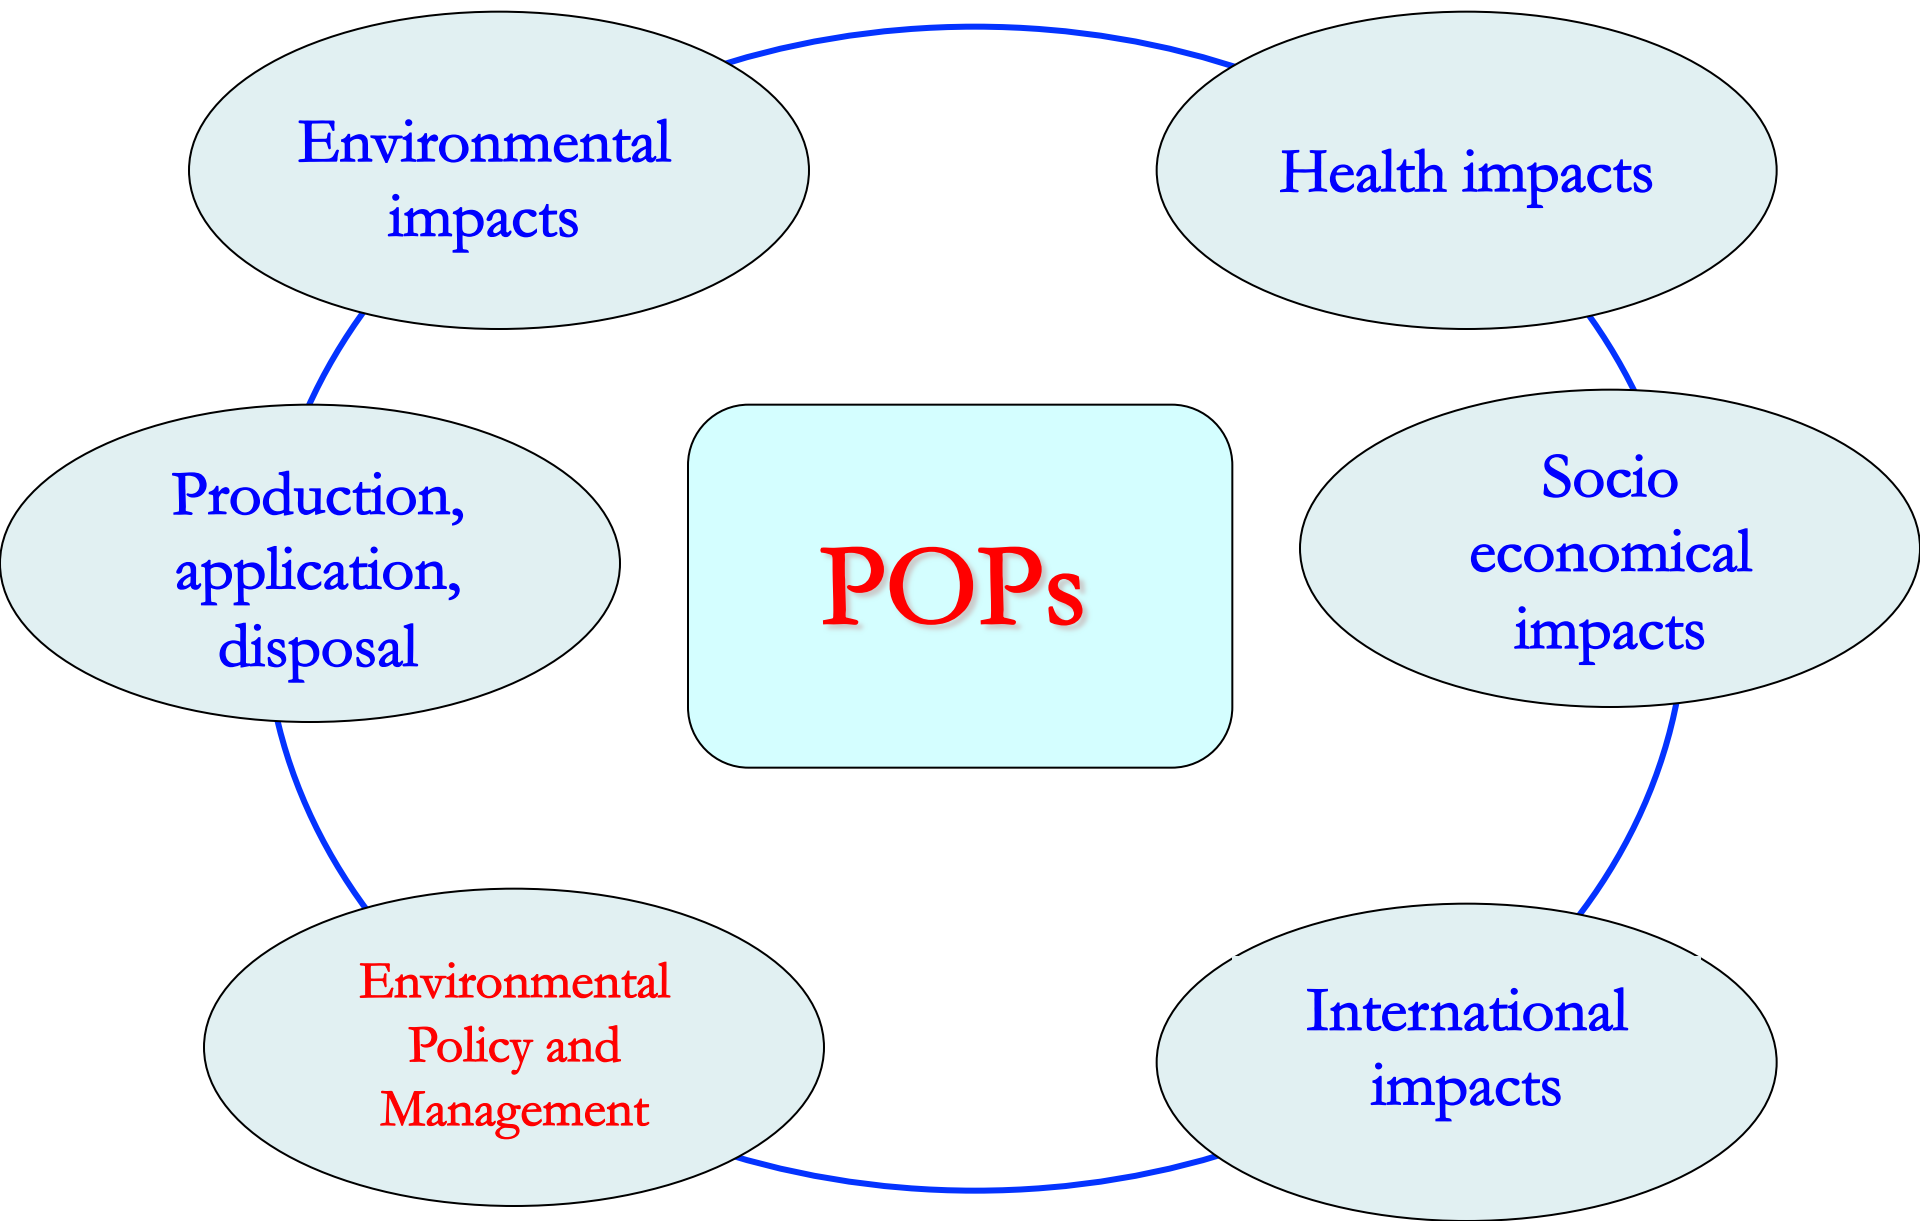 Environmental
impacts
Health impacts
Production,
application,
disposal
POPs
Socio
economical
impacts
Environmental
Policy and
Management
International
impacts